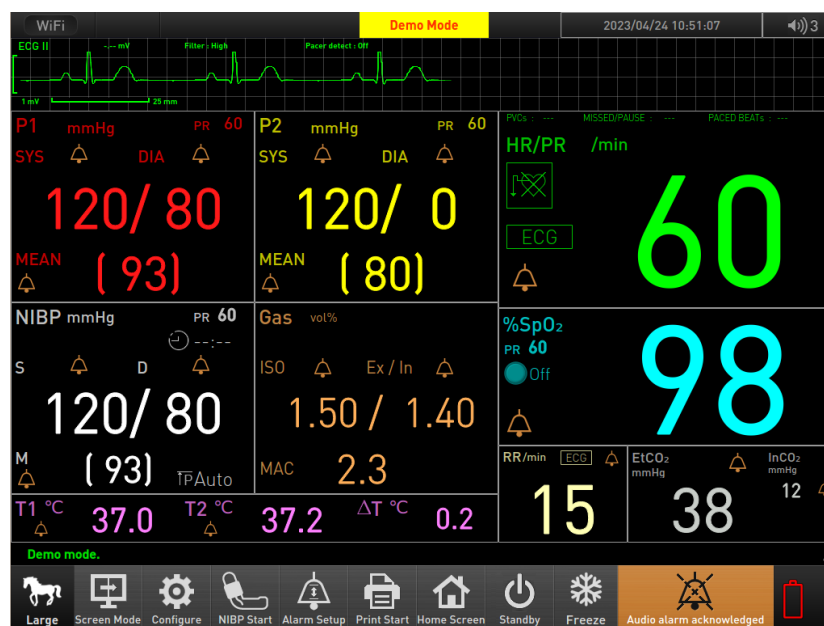 WiFi
Demo Mode
2023/04/24 10:51:07
3
ECG II -.-- mV Filter : High Pacer detect : Off
1 mV 25 mm
P1 mmHg PR 60
SYS DIA
120/ 80
MEAN
( 93)
P2 mmHg PR 60
SYS DIA
120/ 0
MEAN
( 80)
PVCs : --- MISSED/PAUSE : --- PACED BEATs : ---
HR/PR /min
60
ECG
NIBP mmHg PR 60
--:--
S D
120/ 80
M
( 93)
TPAuto
Gas vol%
ISO Ex / In
1.50 / 1.40
MAC 2.3
%SpO₂
PR 60
Off
98
RR/min ECG
15
EtCO₂
mmHg
38
InCO₂
mmHg
12
T1 °C 37.0 T2 °C 37.2 ΔT °C 0.2
Demo mode.
Large Screen Mode Configure NIBP Start Alarm Setup Print Start Home Screen Standby Freeze Audio alarm acknowledged